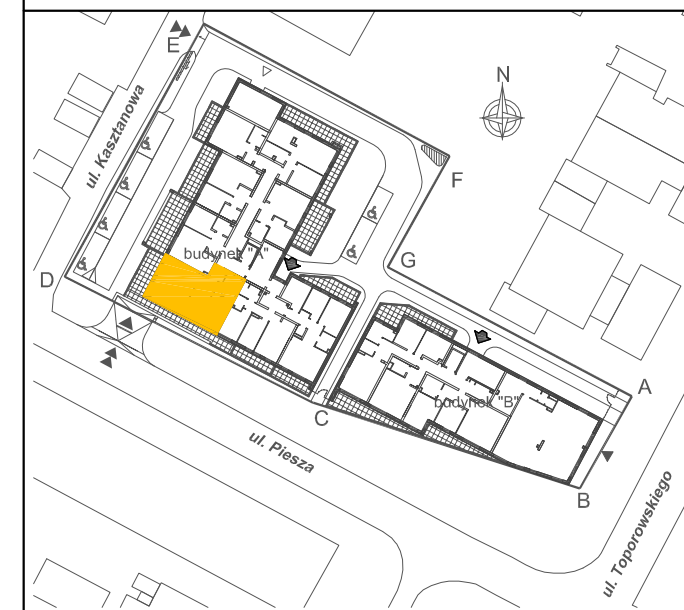 E
N
ul. Kasztanowa
F
budynek "A"
G
D
A
budynek "B"
C
ul. Piesza
B
ul. Toporowskiego